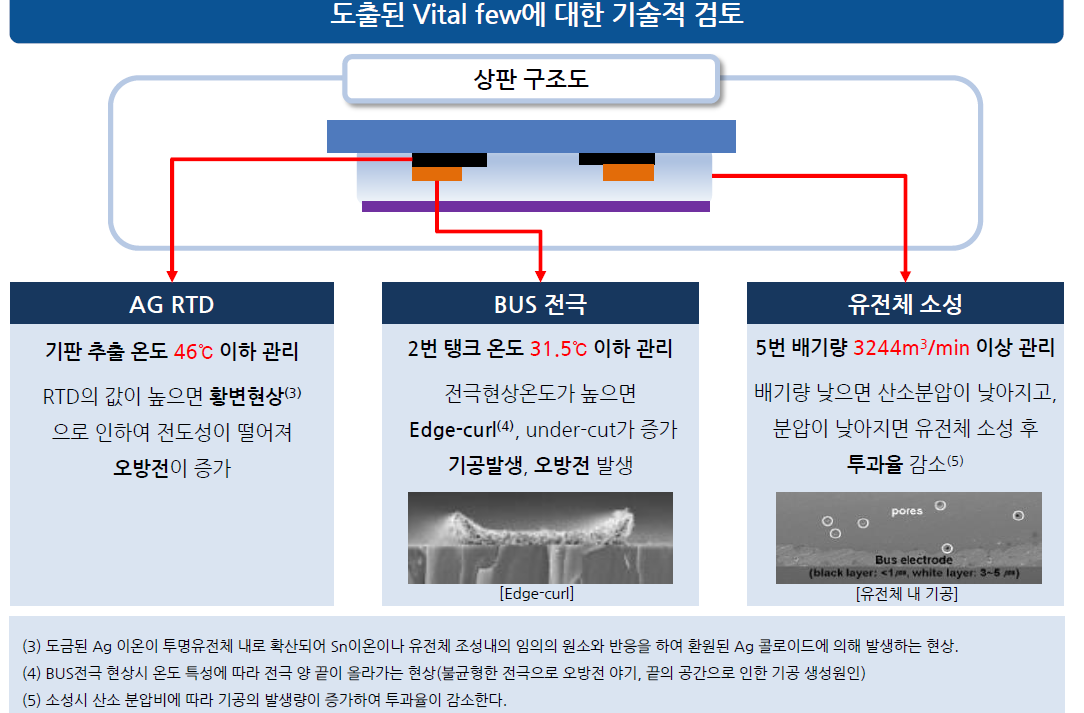 도출된 Vital few에 대한 기술적 검토
상판 구조도
AG RTD
기판 추출 온도 46℃ 이하 관리
RTD의 값이 높으면 황변현상(3)
으로 인하여 전도성이 떨어져
오방전이 증가
BUS 전극
2번 탱크 온도 31.5℃ 이하 관리
전극현상온도가 높으면
Edge-curl(4), under-cut가 증가
기공발생, 오방전 발생
[Edge-curl]
유전체 소성
5번 배기량 3244m³/min 이상 관리
배기량 낮으면 산소분압이 낮아지고,
분압이 낮아지면 유전체 소성 후
투과율 감소(5)
pores
Bus electrode
(black layer: <1㎛, white layer: 3~5 ㎛)
[유전체 내 기공]
(3) 도금된 Ag 이온이 투명유전체 내로 확산되어 Sn이온이나 유전체 조성내의 임의의 원소와 반응을 하여 환원된 Ag 콜로이드에 의해 발생하는 현상.
(4) BUS전극 현상시 온도 특성에 따라 전극 양 끝이 올라가는 현상(불균형한 전극으로 오방전 야기, 끝의 공간으로 인한 기공 생성원인)
(5) 소성시 산소 분압비에 따라 기공의 발생량이 증가하여 투과율이 감소한다.